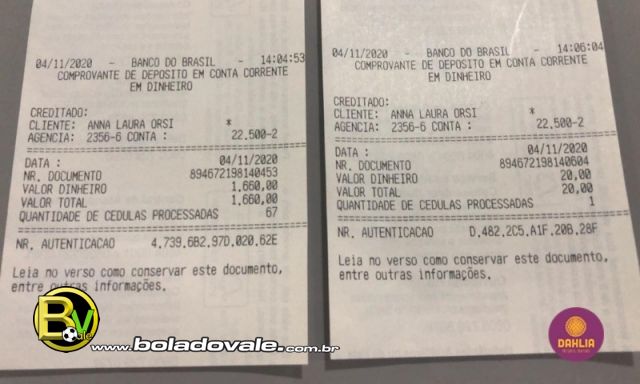 04/11/2020 - BANCO DO BRASIL - 14:04:53
COMPROVANTE DE DEPOSITO EM CONTA CORRENTE
EM DINHEIRO
CREDITADO:
CLIENTE: ANNA LAURA ORSI *
AGENCIA: 2356-6 CONTA : 22.500-2
DATA : 04/11/2020
NR. DOCUMENTO 894672198140453
VALOR DINHEIRO 1.660,00
VALOR TOTAL 1.660,00
QUANTIDADE DE CEDULAS PROCESSADAS 67
NR. AUTENTICACAO 4.739.6B2.97D.020.62E
Leia no verso como conservar este documento,
entre outras informações.
04/11/2020 - BANCO DO BRASIL - 14:06:04
COMPROVANTE DE DEPOSITO EM CONTA CORRENTE
EM DINHEIRO
CREDITADO:
CLIENTE: ANNA LAURA ORSI *
AGENCIA: 2356-6 CONTA : 22.500-2
DATA : 04/11/2020
NR. DOCUMENTO 894672198140604
VALOR DINHEIRO 20,00
VALOR TOTAL 20,00
QUANTIDADE DE CEDULAS PROCESSADAS 1
NR. AUTENTICACAO D.482.2C5.A1F.20B.28F
Leia no verso como conservar este documento,
entre outras informações.
BV
ale
www.boladovale.com.br
DAHLIA